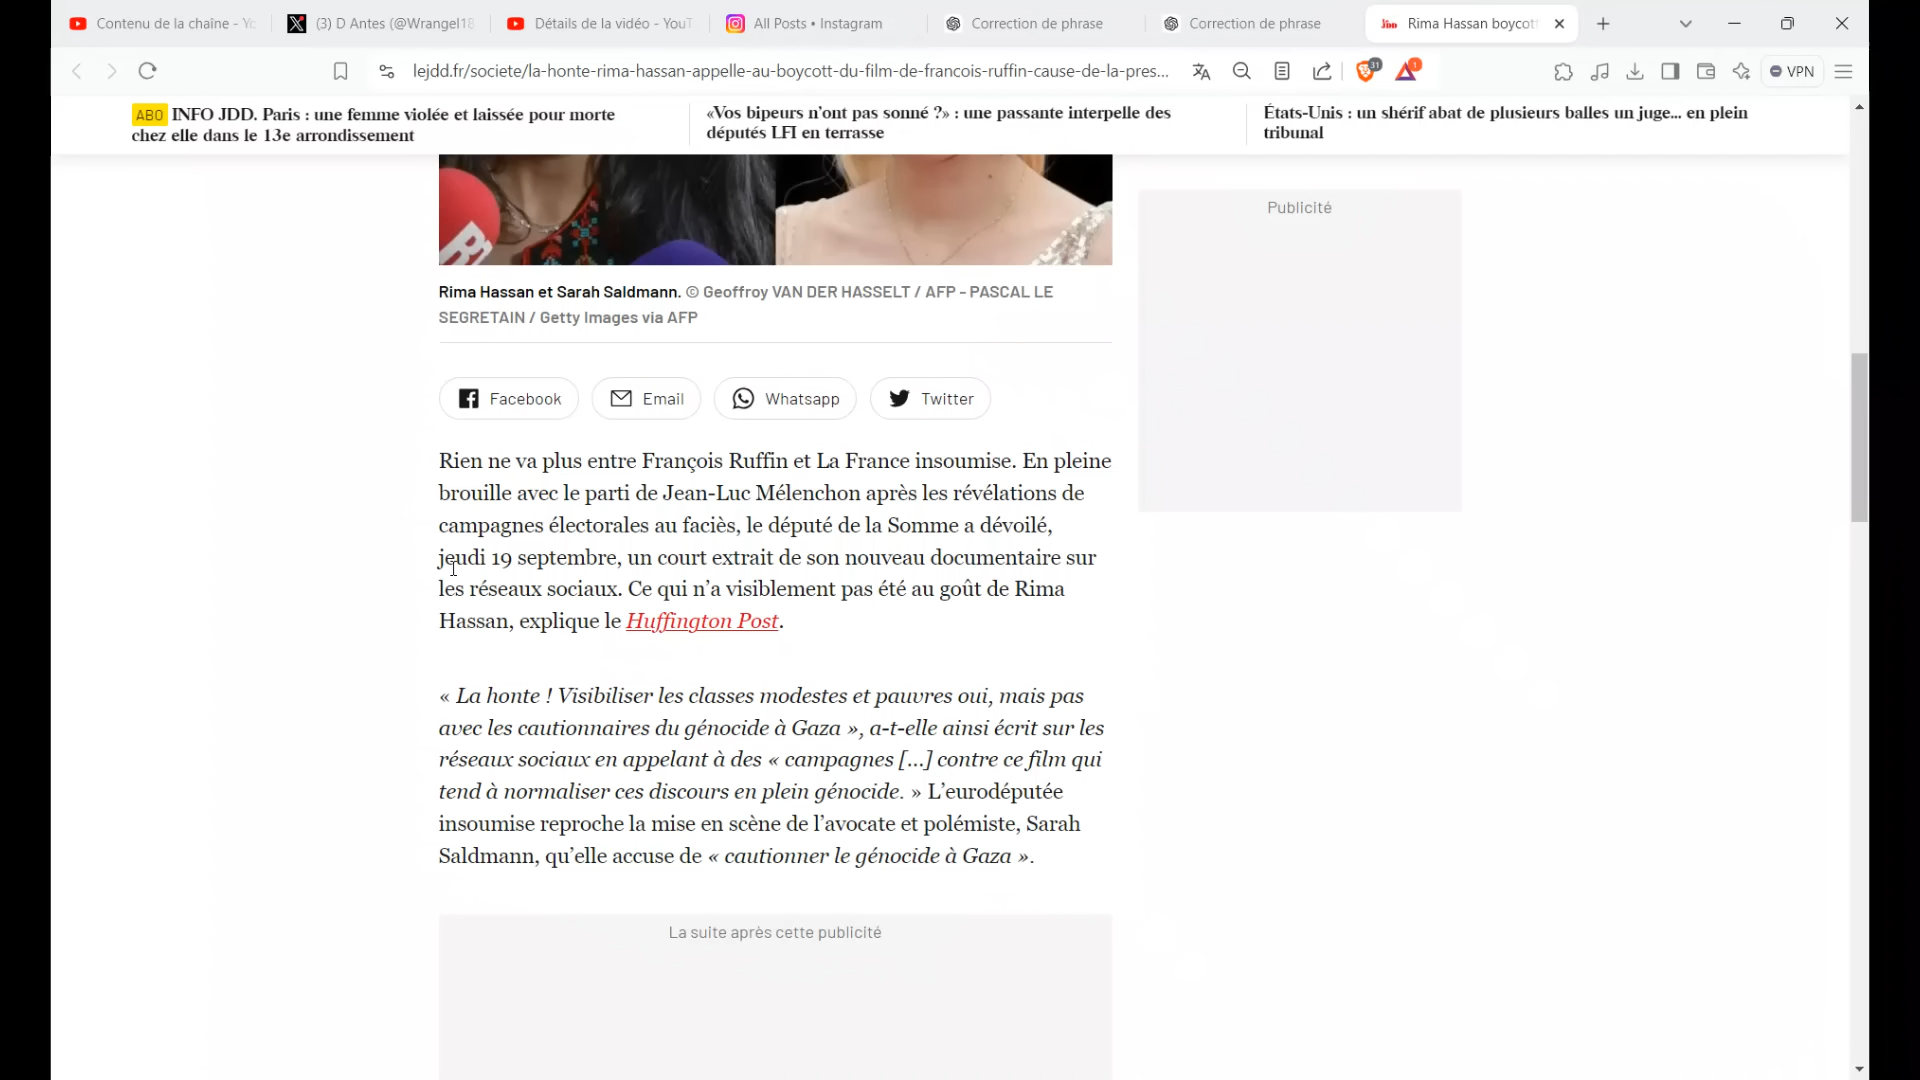 Contenu de la chaîne - Yo
(3) D Antes (@Wrangel18
Détails de la vidéo - YouT
All Posts • Instagram
Correction de phrase
Correction de phrase
Rima Hassan boycott
lejdd.fr/societe/la-honte-rima-hassan-appelle-au-boycott-du-film-de-francois-ruffin-cause-de-la-pres...
31
1
VPN
ABO INFO JDD. Paris : une femme violée et laissée pour morte
chez elle dans le 13e arrondissement
«Vos bipeurs n'ont pas sonné ?» : une passante interpelle des
députés LFI en terrasse
États-Unis : un shérif abat de plusieurs balles un juge... en plein
tribunal
Publicité
Rima Hassan et Sarah Saldmann. © Geoffroy VAN DER HASSELT / AFP - PASCAL LE
SEGRETAIN / Getty Images via AFP
Facebook
Email
Whatsapp
Twitter
Rien ne va plus entre François Ruffin et La France insoumise. En pleine
brouille avec le parti de Jean-Luc Mélenchon après les révélations de
campagnes électorales au faciès, le député de la Somme a dévoilé,
jeudi 19 septembre, un court extrait de son nouveau documentaire sur
les réseaux sociaux. Ce qui n'a visiblement pas été au goût de Rima
Hassan, explique le Huffington Post.
« La honte ! Visibiliser les classes modestes et pauvres oui, mais pas
avec les cautionnaires du génocide à Gaza », a-t-elle ainsi écrit sur les
réseaux sociaux en appelant à des « campagnes [...] contre ce film qui
tend à normaliser ces discours en plein génocide. » L'eurodéputée
insoumise reproche la mise en scène de l'avocate et polémiste, Sarah
Saldmann, qu'elle accuse de « cautionner le génocide à Gaza ».
La suite après cette publicité